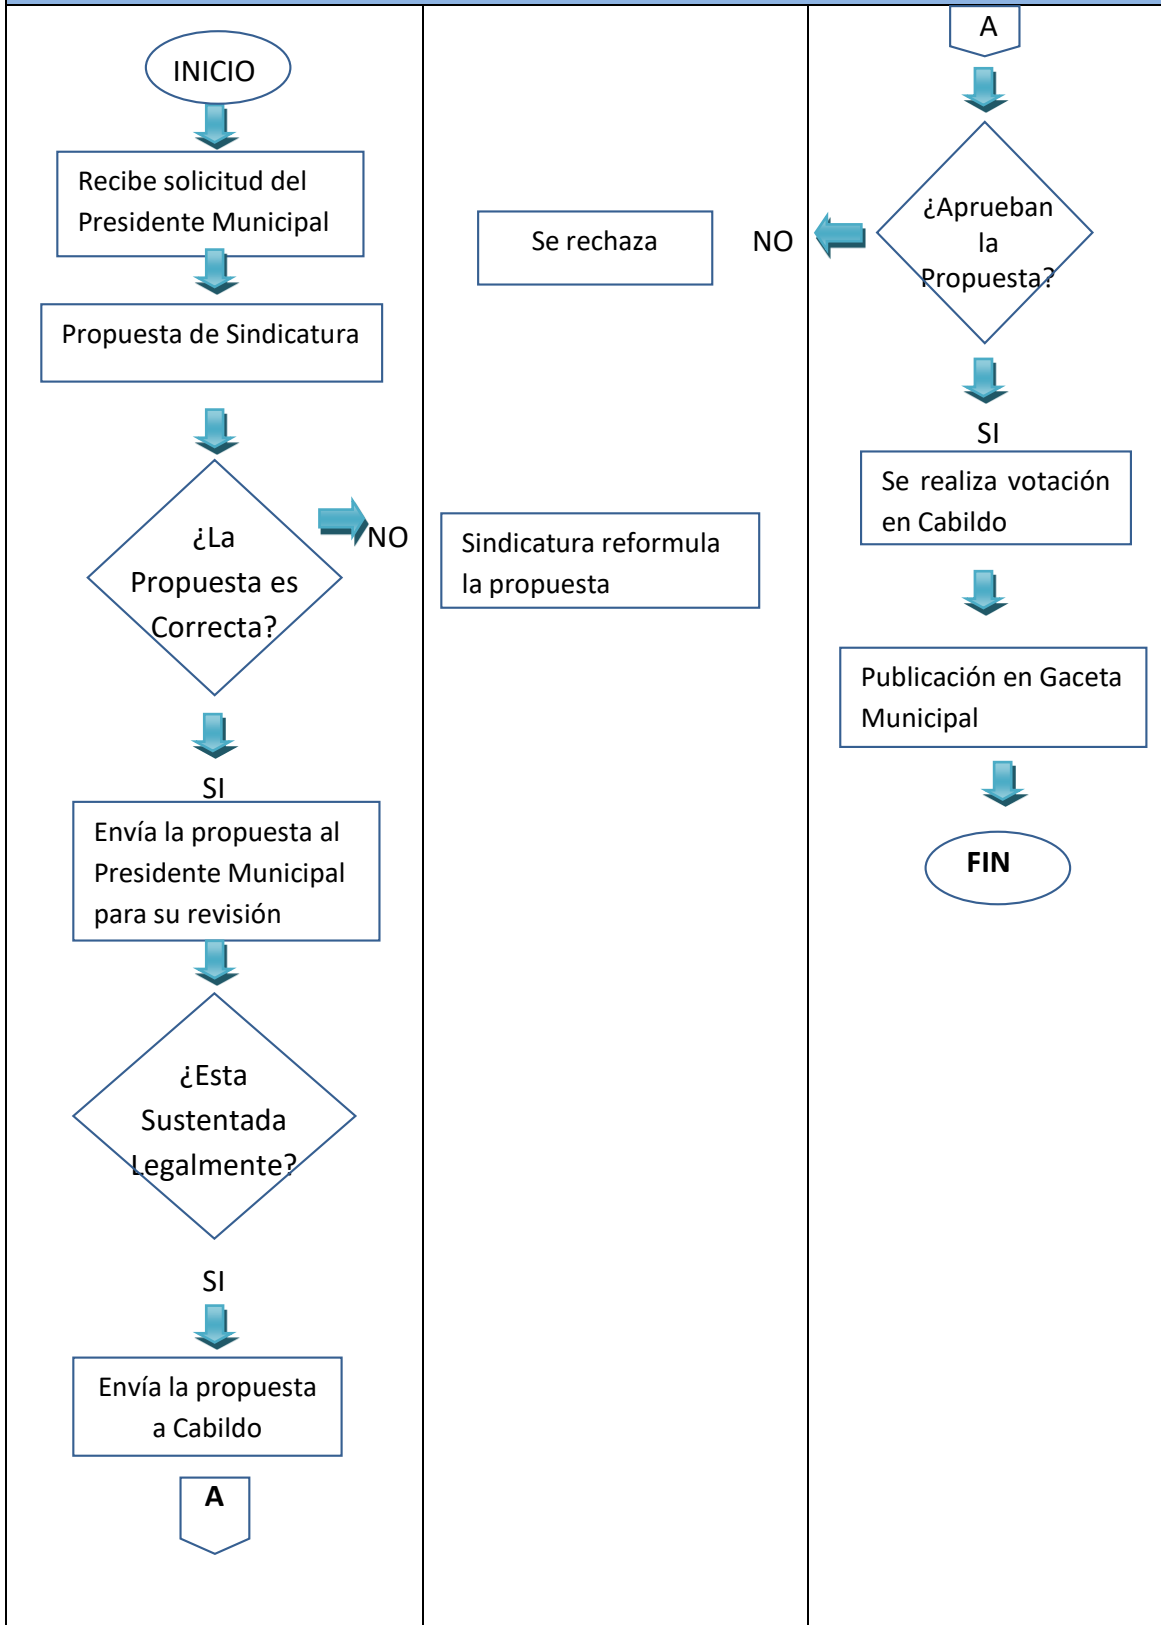 INICIO
Recibe solicitud del
Presidente Municipal
Propuesta de Sindicatura
¿La
Propuesta es
Correcta?
NO
SI
Envía la propuesta al
Presidente Municipal
para su revisión
¿Esta
Sustentada
Legalmente?
SI
Envía la propuesta
a Cabildo
A
Se rechaza
Sindicatura reformula
la propuesta
A
¿Aprueban
la
Propuesta?
NO
SI
Se realiza votación
en Cabildo
Publicación en Gaceta
Municipal
FIN